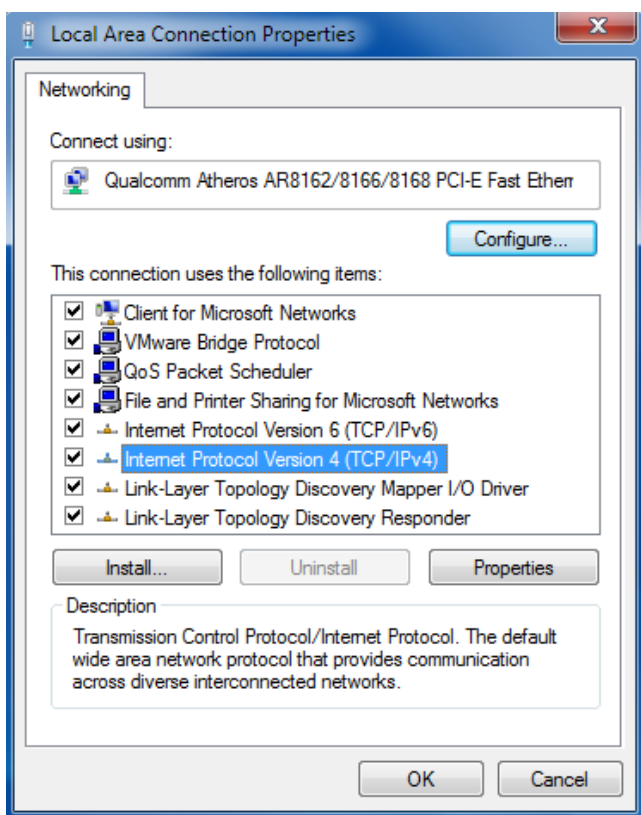 Local Area Connection Properties
Networking
Connect using:
Qualcomm Atheros AR8162/8166/8168 PCI-E Fast
Configure...
This connection uses the following items:
Client for Microsoft Networks
VMware Bridge Protocol
QoS Packet Scheduler
File and Printer Sharing for Microsoft Networks
Internet Protocol Version 6 (TCP/IPv6)
Internet Protocol Version 4 (TCP/IPv4)
Link-Layer Topology Discovery Mapper I/O Driver
Link-Layer Topology Discovery Responder
Install...
Uninstall
Properties
Description
Transmission Control Protocol/Internet Protocol. The default
wide area network protocol that provides communication
across diverse interconnected networks.
OK
Cancel